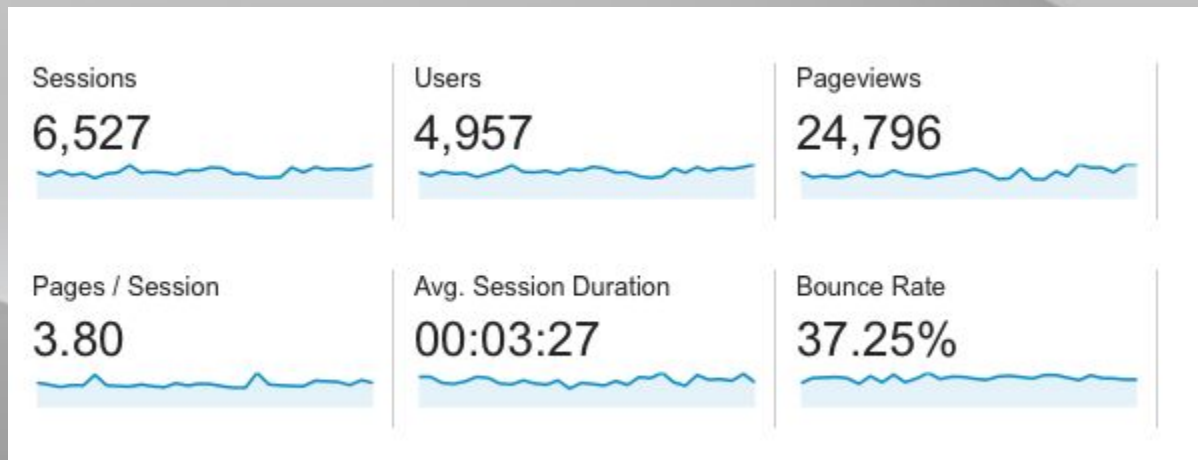 Sessions
6,527
Users
4,957
Pageviews
24,796
Pages / Session
3.80
Avg. Session Duration
00:03:27
Bounce Rate
37.25%